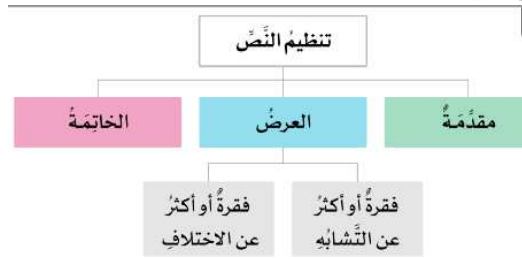 تنظيمُ النَّصِّ
مقدِّمَةٌ
العرضُ
الخاتِمَةُ
فقرةٌ أو أكثرُ
عن التَّشابُهِ
فقرةٌ أو أكثرُ
عن الاختلافِ